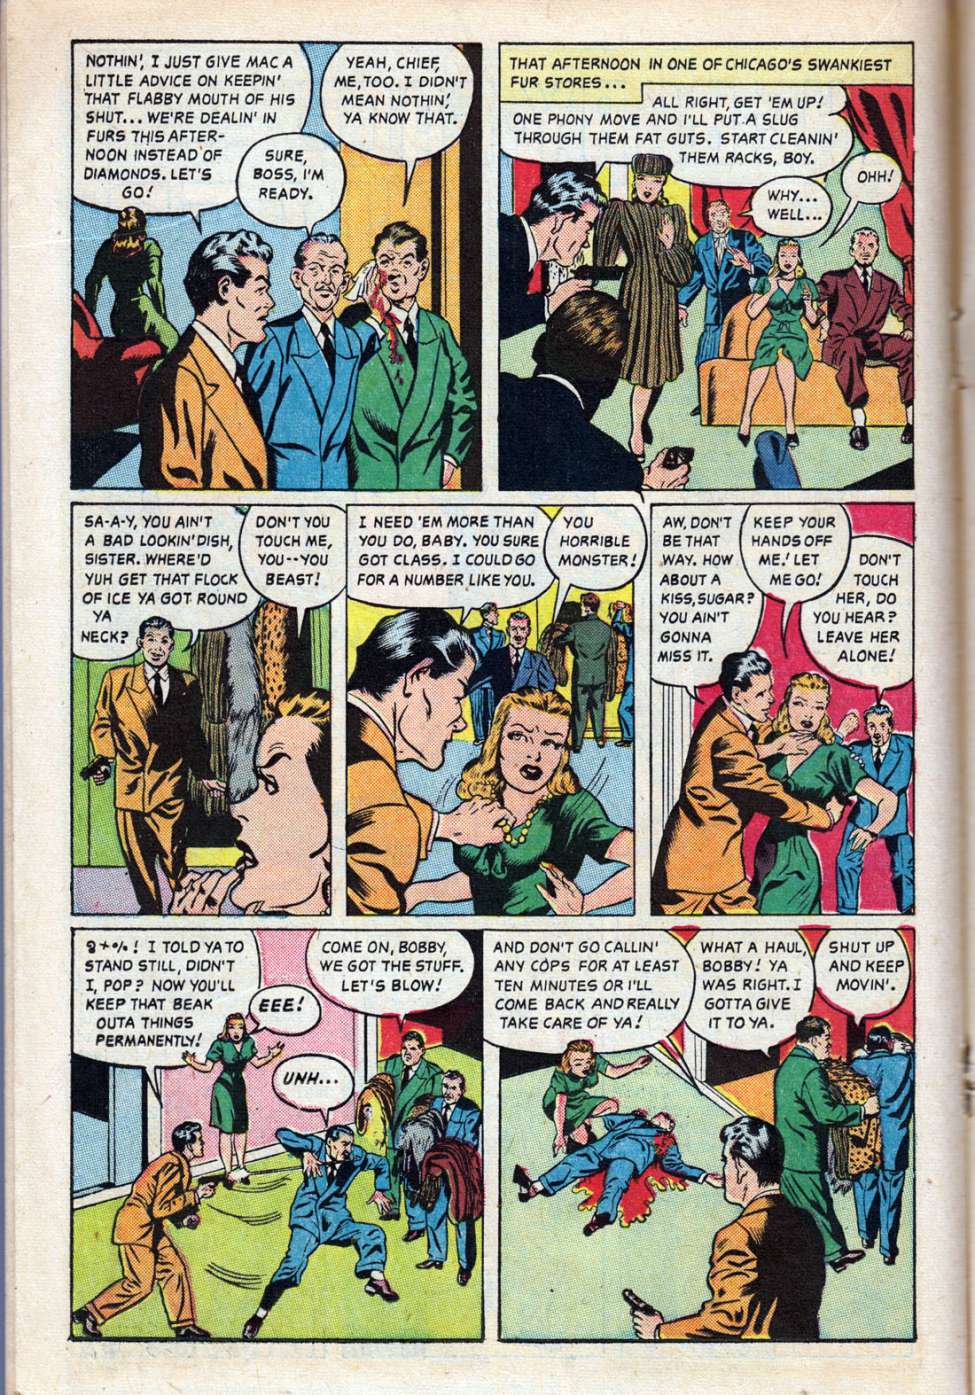 NOTHIN', I JUST GIVE MAC A
LITTLE ADVICE ON KEEPIN'
THAT FLABBY MOUTH OF HIS
SHUT... WE'RE DEALIN' IN
FURS THIS AFTER-
NOON INSTEAD OF
DIAMONDS. LET'S
GO!
SURE,
BOSS, I'M
READY.
YEAH, CHIEF,
ME, TOO. I DIDN'T
MEAN NOTHIN',
YA KNOW THAT.
THAT AFTERNOON IN ONE OF CHICAGO'S SWANKIEST
FUR STORES...
ALL RIGHT, GET 'EM UP!
ONE PHONY MOVE AND I'LL PUT A SLUG
THROUGH THEM FAT GUTS. START CLEANIN'
THEM RACKS, BOY.
WHY...
WELL...
OHH!
SA-A-Y, YOU AIN'T
A BAD LOOKIN' DISH,
SISTER. WHERE'D
YUH GET THAT FLOCK
OF ICE YA GOT ROUND
YA
NECK?
DON'T YOU
TOUCH ME,
YOU--YOU
BEAST!
I NEED 'EM MORE THAN
YOU DO, BABY. YOU SURE
GOT CLASS. I COULD GO
FOR A NUMBER LIKE YOU.
YOU
HORRIBLE
MONSTER!
AW, DON'T
BE THAT
WAY. HOW
ABOUT A
KISS, SUGAR?
YOU AIN'T
GONNA
MISS IT.
KEEP YOUR
HANDS OFF
ME! LET
ME GO!
DON'T
TOUCH
HER, DO
YOU HEAR?
LEAVE HER
ALONE!
&+%! I TOLD YA TO
STAND STILL, DIDN'T
I, POP? NOW YOU'LL
KEEP THAT BEAK
OUTA THINGS
PERMANENTLY!
EEE!
UNH...
COME ON, BOBBY,
WE GOT THE STUFF.
LET'S BLOW!
AND DON'T GO CALLIN'
ANY COPS FOR AT LEAST
TEN MINUTES OR I'LL
COME BACK AND REALLY
TAKE CARE OF YA!
WHAT A HAUL,
BOBBY! YA
WAS RIGHT. I
GOTTA GIVE
IT TO YA.
SHUT UP
AND KEEP
MOVIN'.